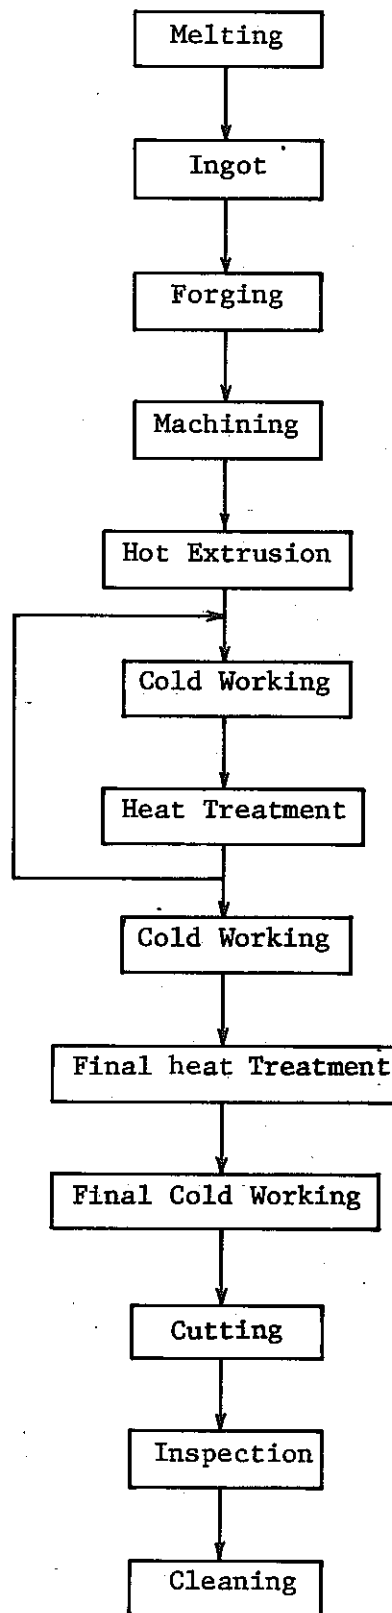 Melting
Ingot
Forging
Machining
Hot Extrusion
Cold Working
Heat Treatment
Cold Working
Final heat Treatment
Final Cold Working
Cutting
Inspection
Cleaning